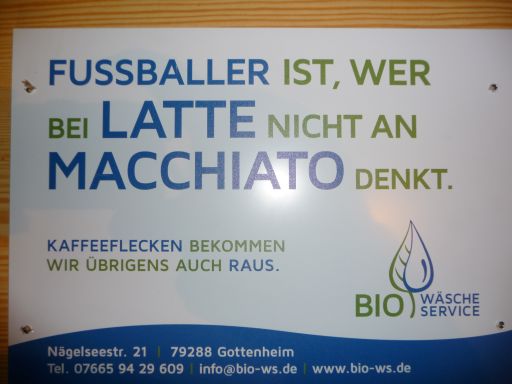 FUSSBALLER IST, WER
BEI LATTE NICHT AN
MACCHIATO DENKT.
KAFFEEFLECKEN BEKOMMEN
WIR ÜBRIGENS AUCH RAUS.
BIO WÄSCHE
SERVICE
Nägelseestr. 21 | 79288 Gottenheim
Tel. 07665 94 29 609 | info@bio-ws.de | www.bio-ws.de